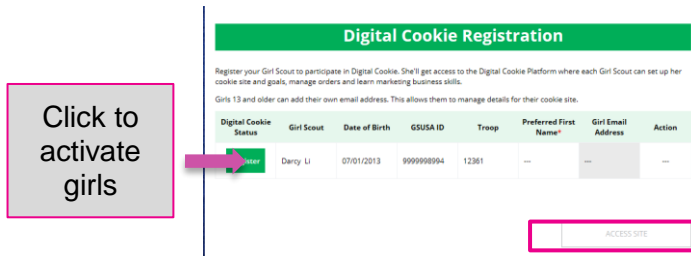 Digital Cookie Registration
Register your Girl Scout to participate in Digital Cookie. She'll get access to the Digital Cookie Platform where each Girl Scout can set up her
cookie site and goals, manage orders and learn marketing business skills.
Girls 13 and older can add their own email address. This allows them to manage details for their cookie site.
Click to
activate
girls
Digital Cookie Status Girl Scout Date of Birth GSUSA ID Troop Preferred First Name* Girl Email Address Action
ister Darcy Li 07/01/2013 9999998994 12361 --- --- ---
ACCESS SITE